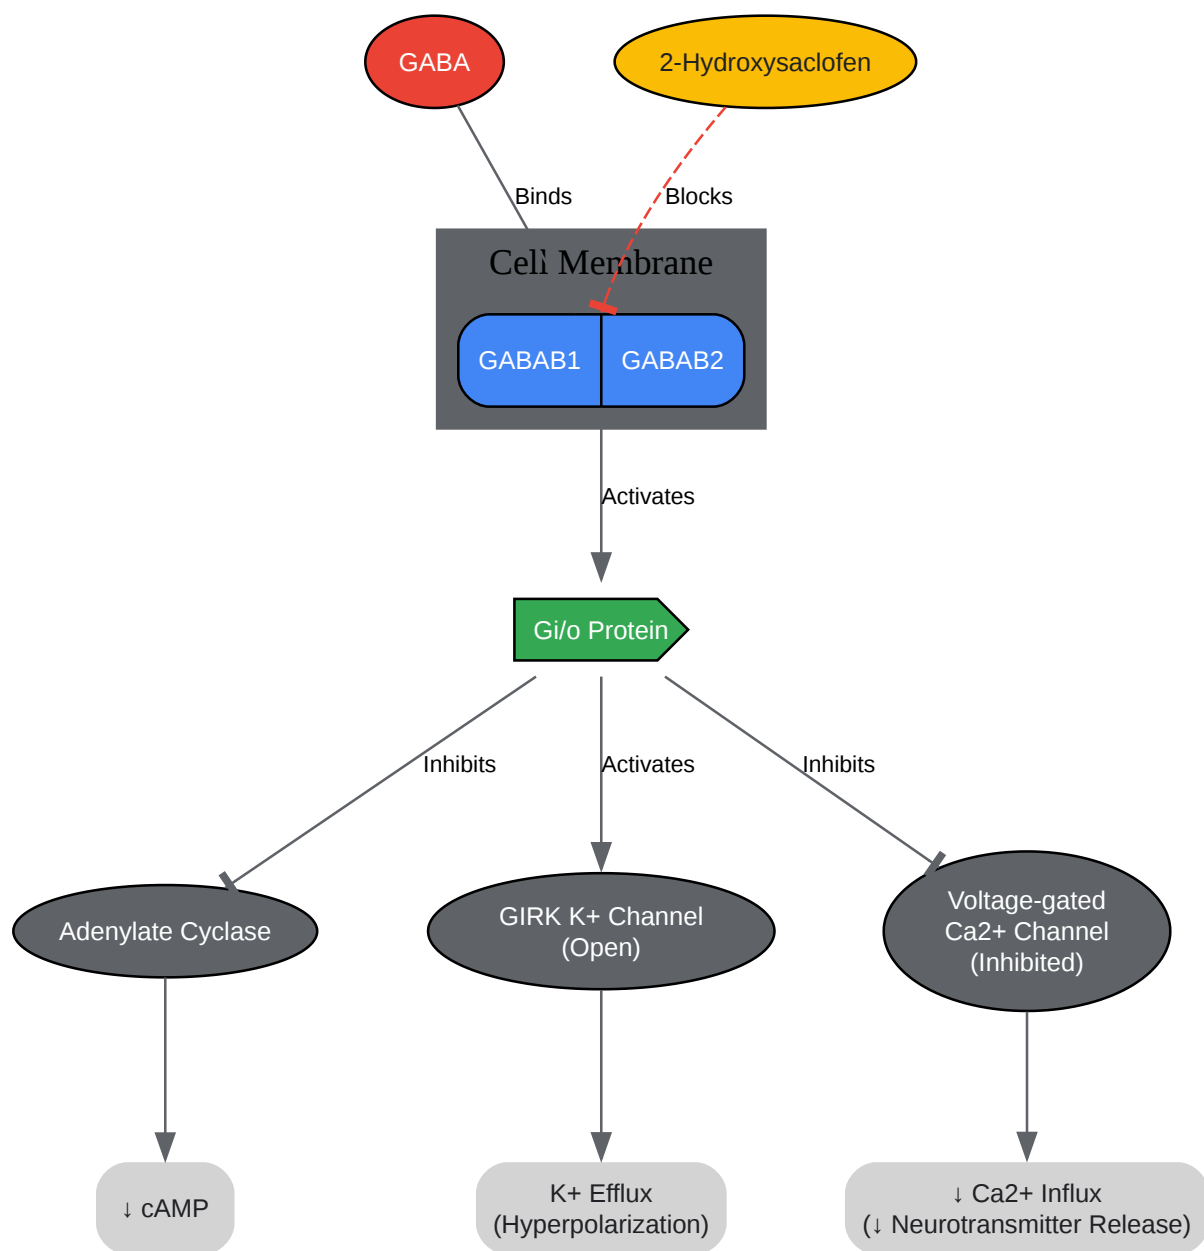 GABA
2-Hydroxysaclofen
Binds
Blocks
Cell Membrane
GABAB1
GABAB2
Activates
Gi/o Protein
Inhibits
Activates
Inhibits
Adenylate Cyclase
GIRK K+ Channel
(Open)
Voltage-gated
Ca2+ Channel
(Inhibited)
↓ cAMP
K+ Efflux
(Hyperpolarization)
↓ Ca2+ Influx
(↓ Neurotransmitter Release)